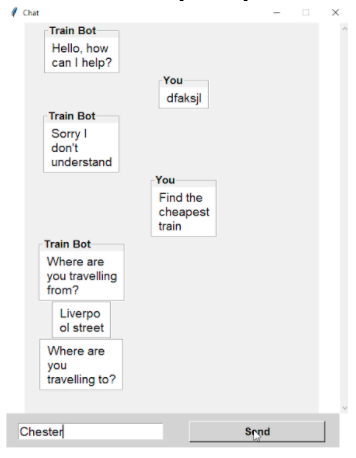 Chat
Train Bot
Hello, how
can I help?
You
dfaksjl
Train Bot
Sorry I
don't
understand
You
Find the
cheapest
train
Train Bot
Where are
you travelling
from?
Liverpo
ol street
Where are
you
travelling to?
Chester
Send